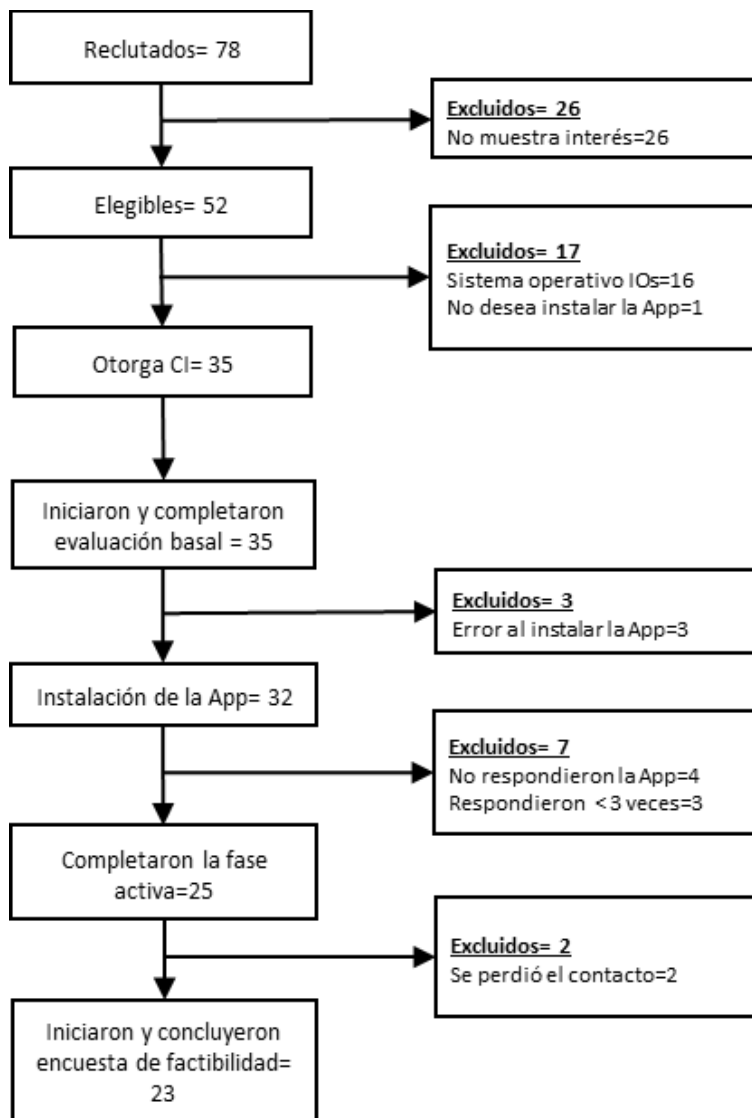 Reclutados= 78
Excluidos= 26
No muestra interés=26
Elegibles= 52
Excluidos= 17
Sistema operativo IOs=16
No desea instalar la App=1
Otorga CI= 35
Iniciaron y completaron
evaluación basal = 35
Excluidos= 3
Error al instalar la App=3
Instalación de la App= 32
Excluidos= 7
No respondieron la App=4
Respondieron <3 veces=3
Completaron la fase
activa=25
Excluidos= 2
Se perdió el contacto=2
Iniciaron y concluyeron
encuesta de factibilidad=
23